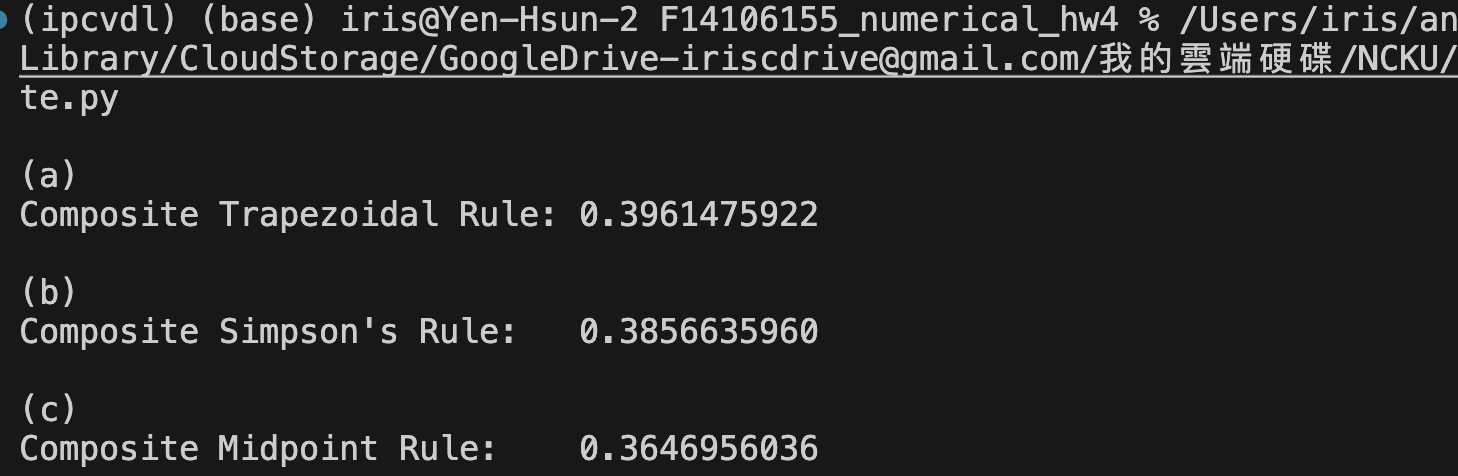 (ipcvdl) (base) iris@Yen-Hsun-2 F14106155_numerical_hw4 % /Users/iris/an
Library/CloudStorage/GoogleDrive-iriscdrive@gmail.com/我的雲端硬碟/NCKU/
te.py
(a)
Composite Trapezoidal Rule: 0.3961475922
(b)
Composite Simpson's Rule:   0.3856635960
(c)
Composite Midpoint Rule:    0.3646956036